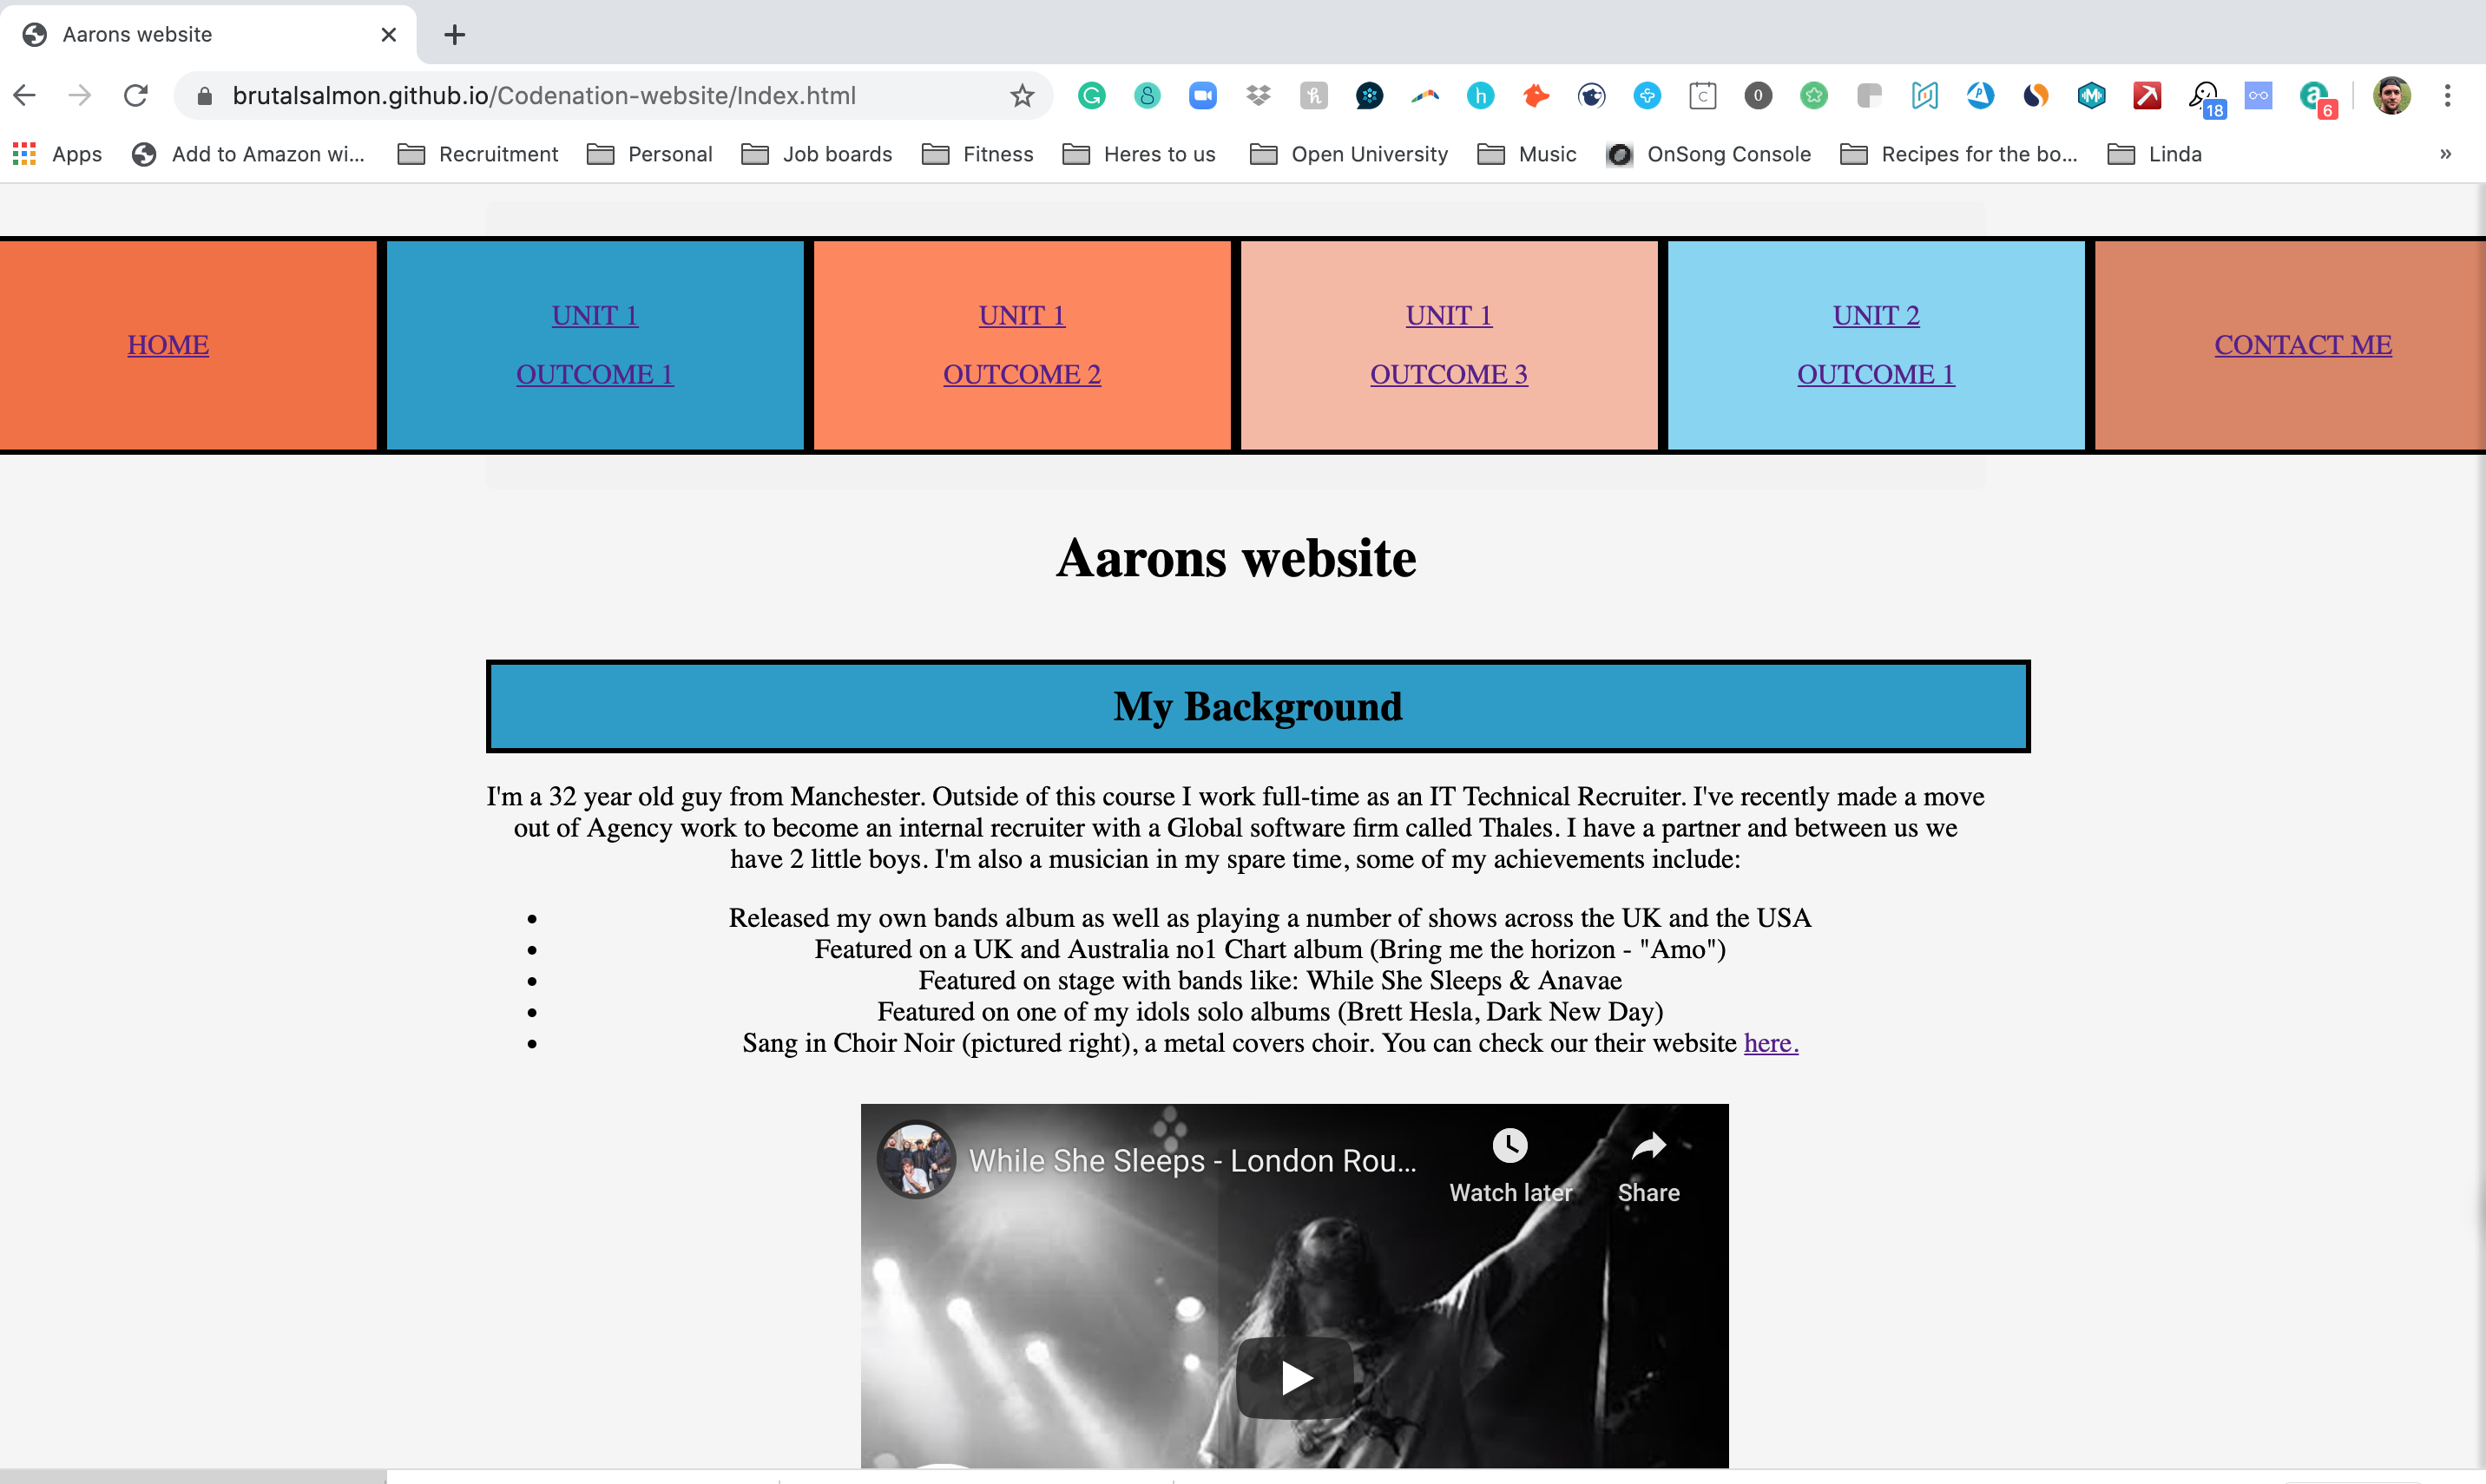 Aarons website
brutalsalmon.github.io/Codenation-website/Index.html
18
6
Apps
Add to Amazon wi...
Recruitment
Personal
Job boards
Fitness
Heres to us
Open University
Music
OnSong Console
Recipes for the bo...
Linda
»
HOME
UNIT 1
OUTCOME 1
UNIT 1
OUTCOME 2
UNIT 1
OUTCOME 3
UNIT 2
OUTCOME 1
CONTACT ME
Aarons website
My Background
I'm a 32 year old guy from Manchester. Outside of this course I work full-time as an IT Technical Recruiter. I've recently made a move
out of Agency work to become an internal recruiter with a Global software firm called Thales. I have a partner and between us we
have 2 little boys. I'm also a musician in my spare time, some of my achievements include:
• Released my own bands album as well as playing a number of shows across the UK and the USA
• Featured on a UK and Australia no1 Chart album (Bring me the horizon - "Amo")
• Featured on stage with bands like: While She Sleeps & Anavae
• Featured on one of my idols solo albums (Brett Hesla, Dark New Day)
• Sang in Choir Noir (pictured right), a metal covers choir. You can check our their website here.
While She Sleeps - London Rou...
Watch later
Share